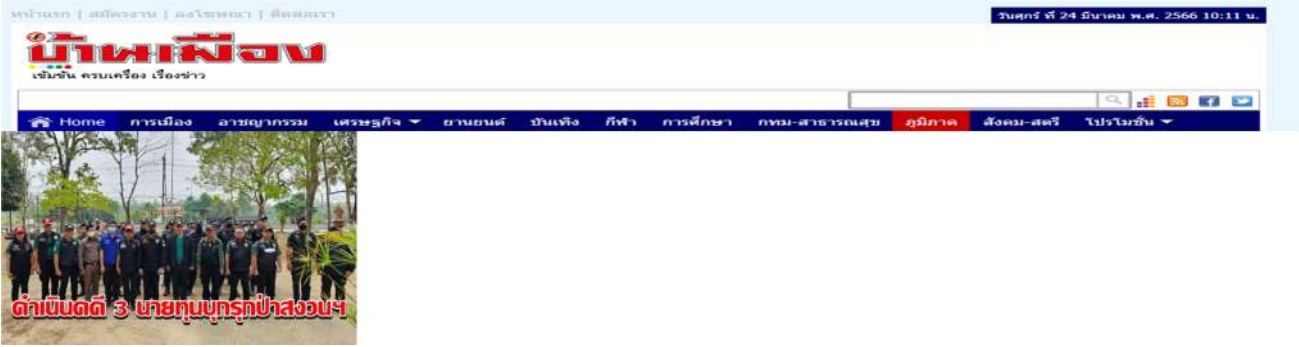 หน้าแรก | สมัครงาน | ลงโฆษณา | ติดต่อเรา
วันศุกร์ ที่ 24 มีนาคม พ.ศ. 2566 10:11 น.
บ้านเมือง
เข้มข้น ครบเครื่อง เรื่องข่าว
Home การเมือง อาชญากรรม เศรษฐกิจ ยานยนต์ บันเทิง กีฬา การศึกษา กทม-สาธารณสุข ภูมิภาค สังคม-สตรี โปรโมชั่น
ดำเนินคดี 3 นายทุนบุกรุกป่าสงวนฯ